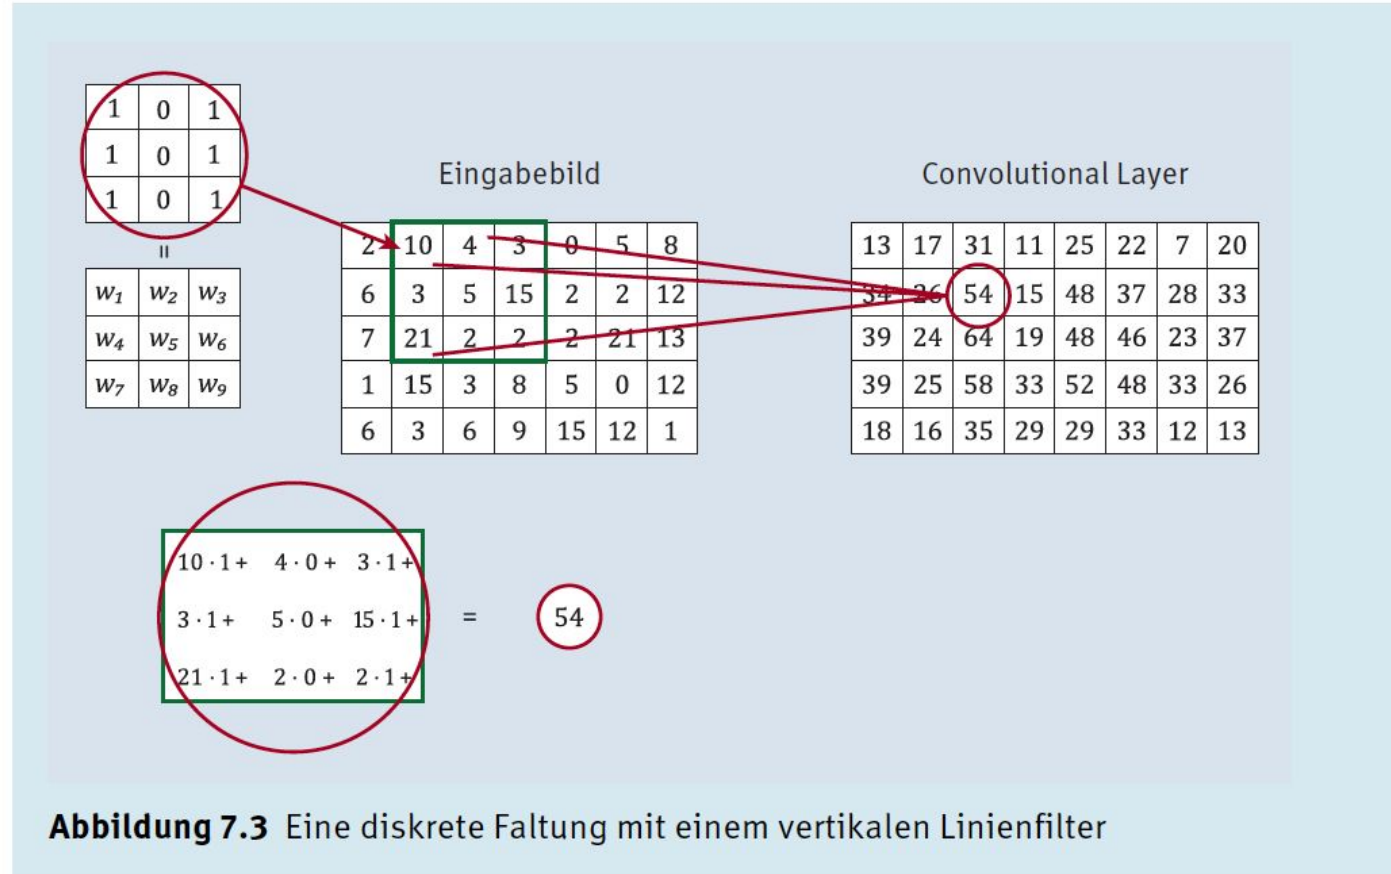 1 0 1
1 0 1
1 0 1
=
w1 w2 w3
w4 w5 w6
w7 w8 w9
Eingabebild
2 10 4 3 0 5 8
6 3 5 15 2 2 12
7 21 2 2 2 21 13
1 15 3 8 5 0 12
6 3 6 9 15 12 1
Convolutional Layer
13 17 31 11 25 22 7 20
34 26 54 15 48 37 28 33
39 24 64 19 48 46 23 37
39 25 58 33 52 48 33 26
18 16 35 29 29 33 12 13
10 · 1 + 4 · 0 + 3 · 1 +
3 · 1 + 5 · 0 + 15 · 1 + = 54
21 · 1 + 2 · 0 + 2 · 1 +
Abbildung 7.3 Eine diskrete Faltung mit einem vertikalen Linienfilter